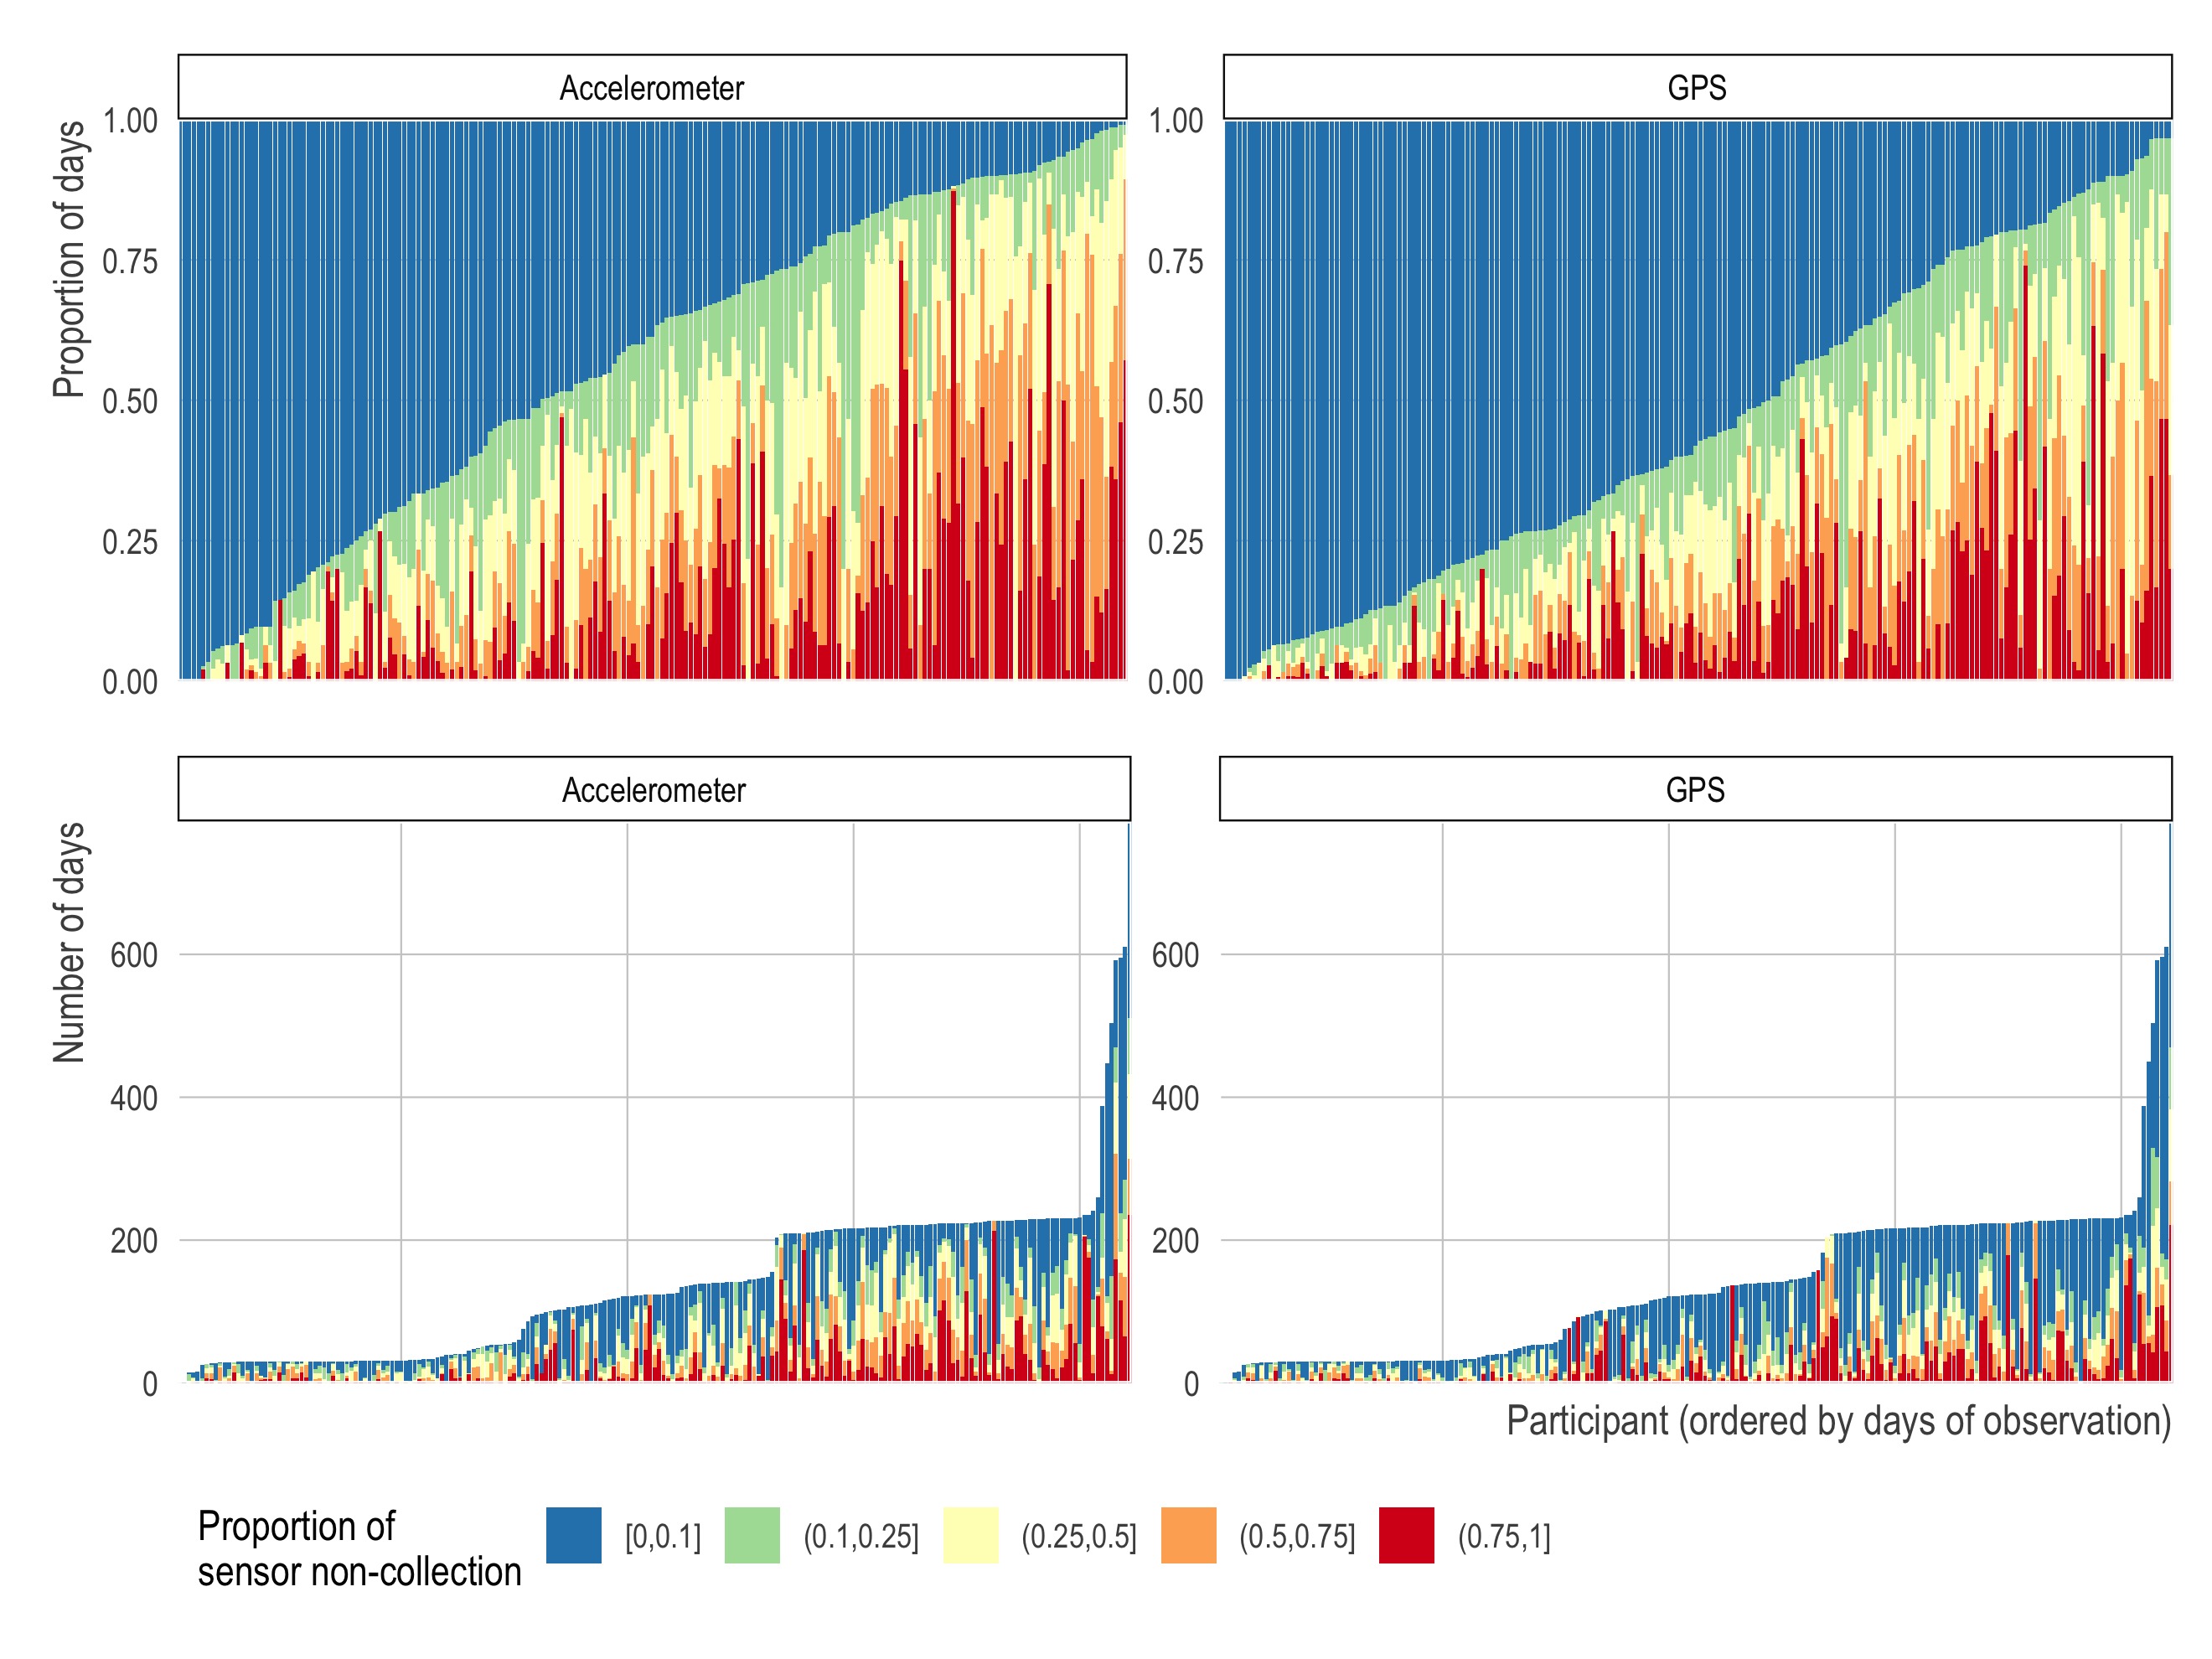 Accelerometer
GPS
Proportion of days
1.00
0.75
0.50
0.25
0.00
1.00
0.75
0.50
0.25
0.00
Accelerometer
GPS
Number of days
600
400
200
0
600
400
200
0
Participant (ordered by days of observation)
Proportion of
sensor non-collection
[0,0.1]
(0.1,0.25]
(0.25,0.5]
(0.5,0.75]
(0.75,1]